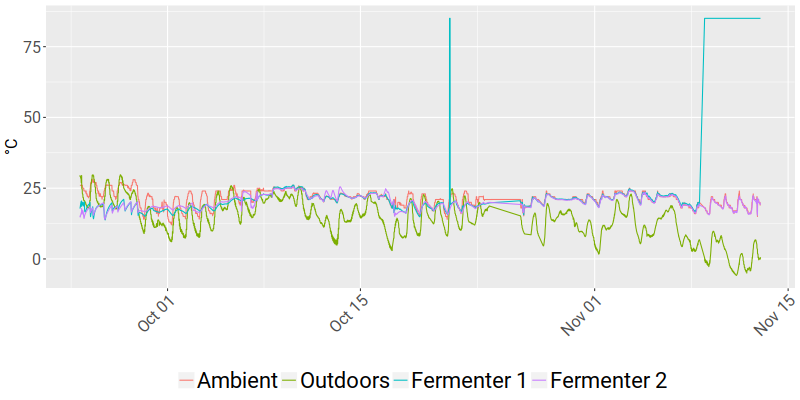 75
50
25
0
°C
Oct 01
Oct 15
Nov 01
Nov 15
Ambient Outdoors Fermenter 1 Fermenter 2